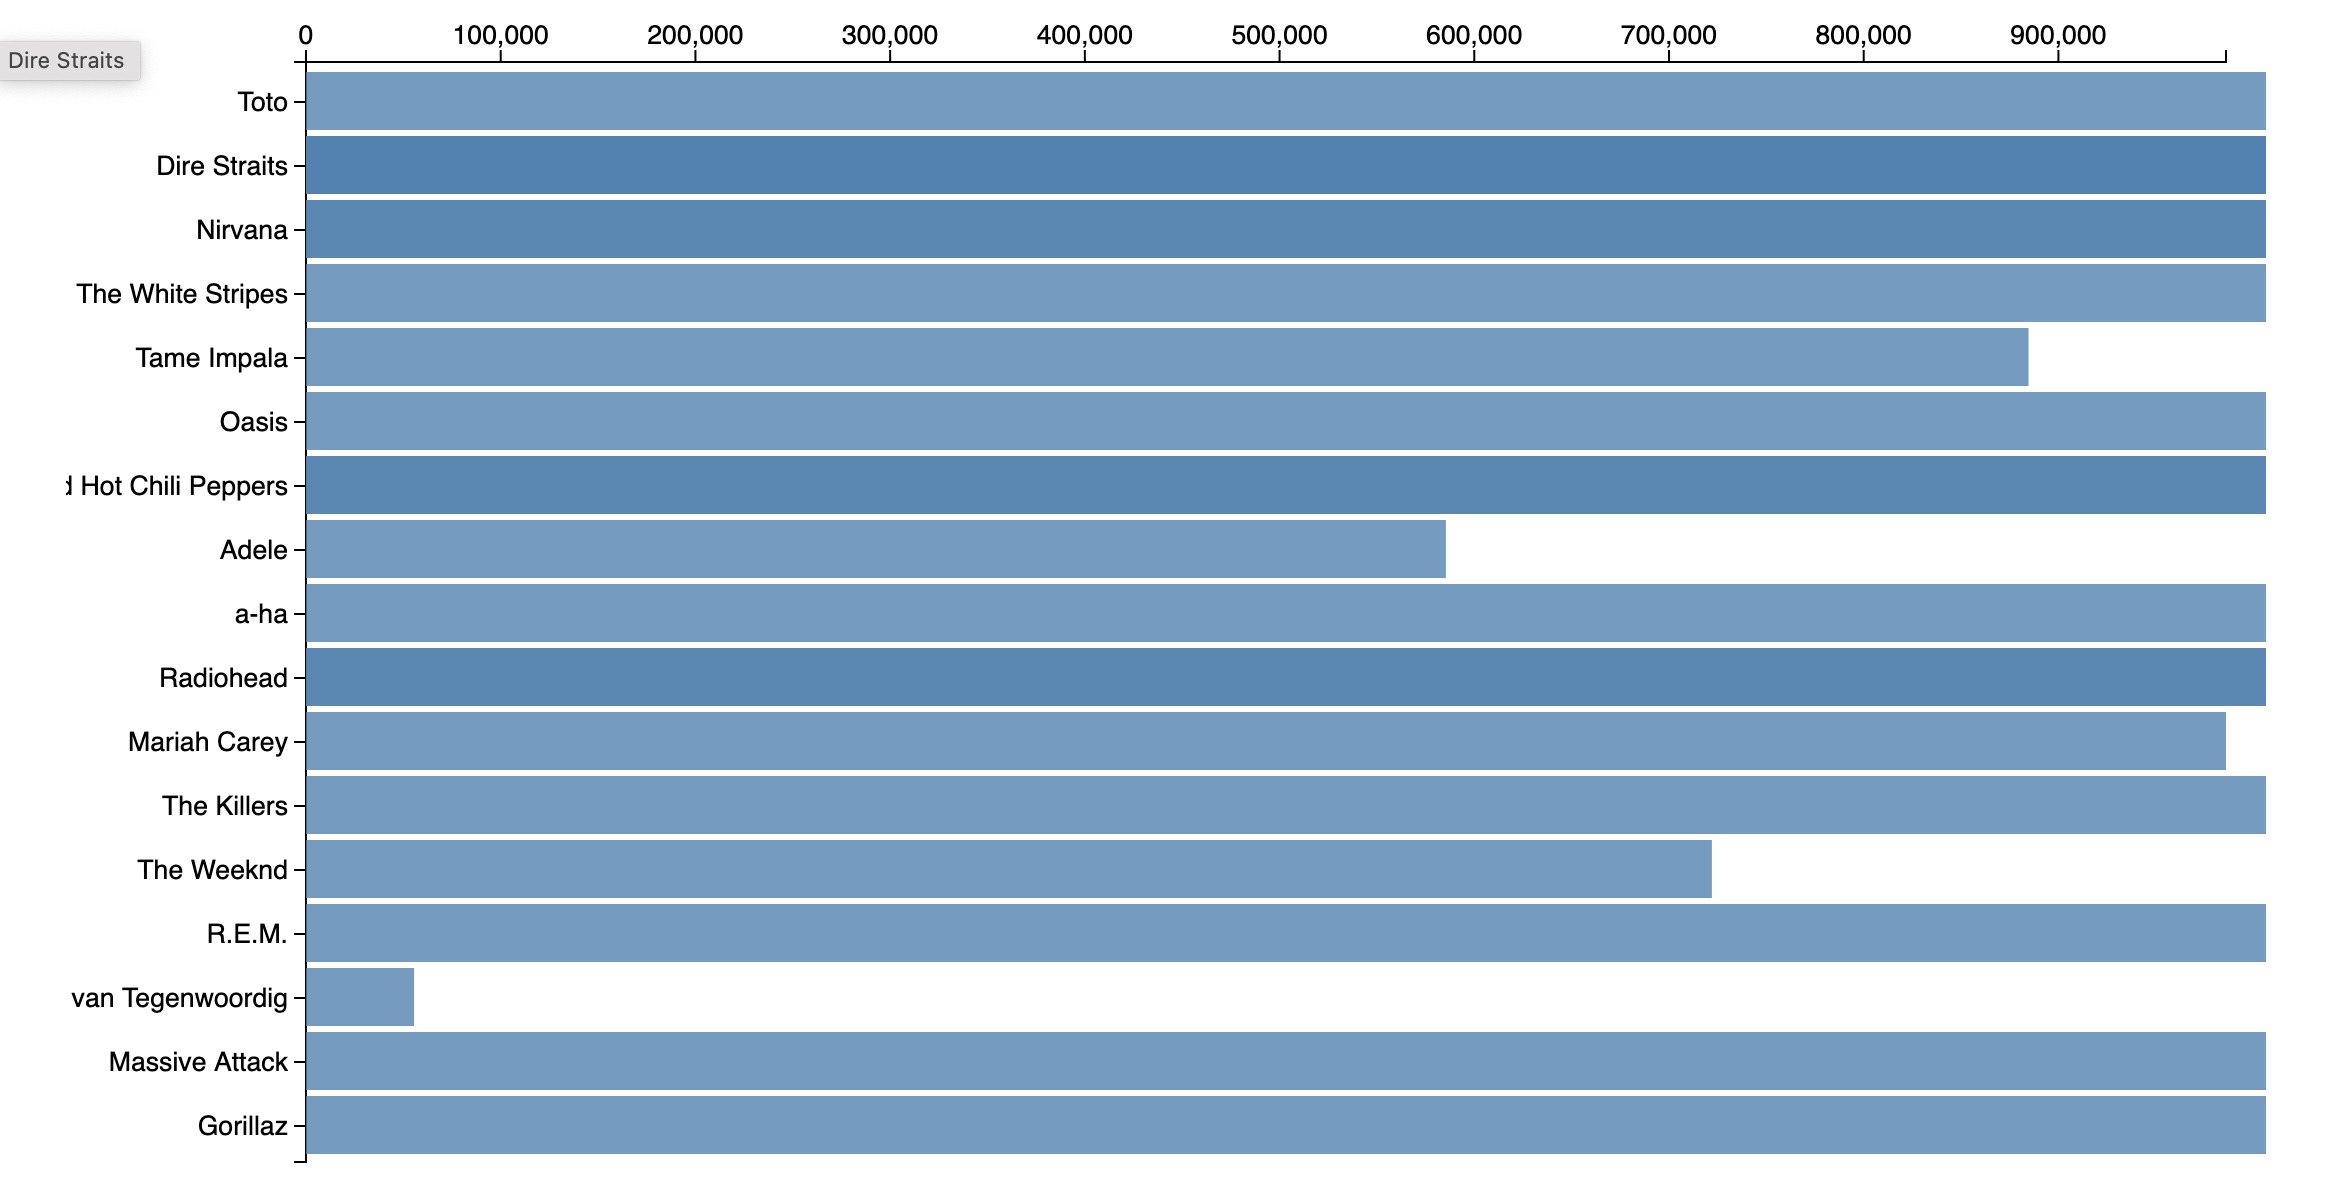 0 100,000 200,000 300,000 400,000 500,000 600,000 700,000 800,000 900,000
Dire Straits
Toto
Dire Straits
Nirvana
The White Stripes
Tame Impala
Oasis
d Hot Chili Peppers
Adele
a-ha
Radiohead
Mariah Carey
The Killers
The Weeknd
R.E.M.
van Tegenwoordig
Massive Attack
Gorillaz